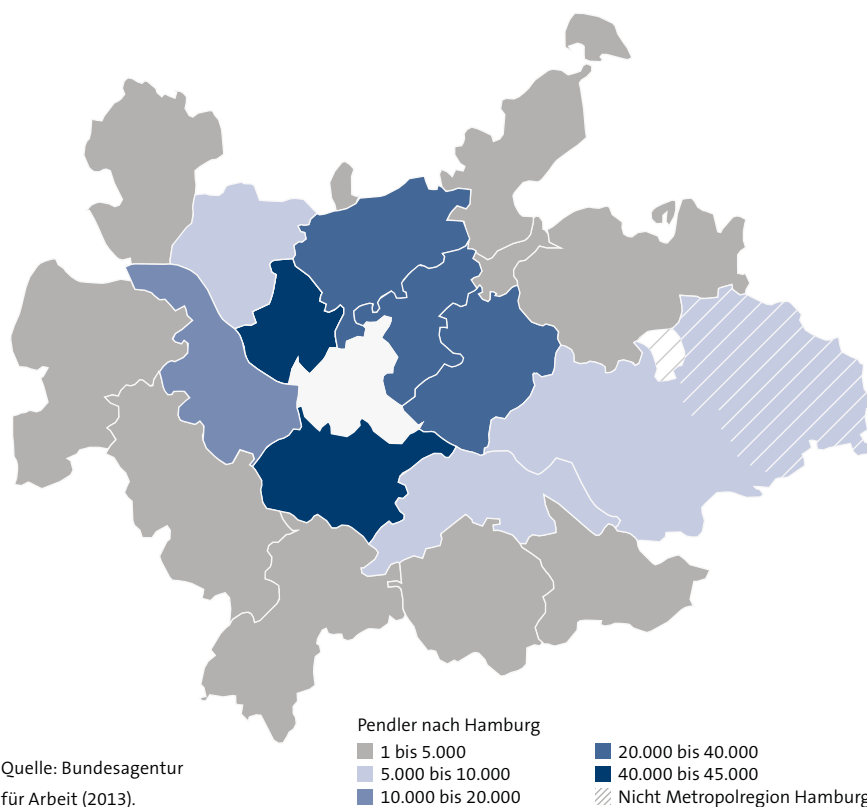 Pendler nach Hamburg
1 bis 5.000
5.000 bis 10.000
10.000 bis 20.000
20.000 bis 40.000
40.000 bis 45.000
Nicht Metropolregion Hamburg
Quelle: Bundesagentur
für Arbeit (2013).